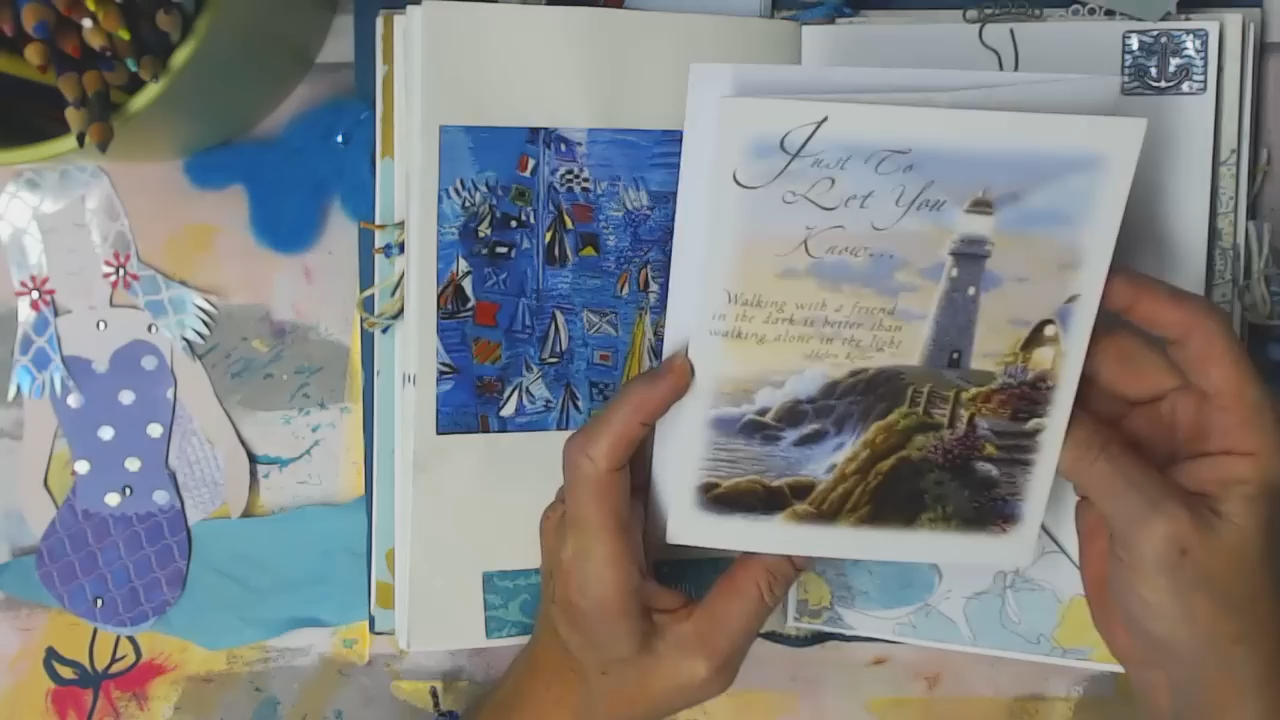 Just To
Let You
Know...
Walking with a friend
in the dark is better than
walking alone in the light
-Helen Keller